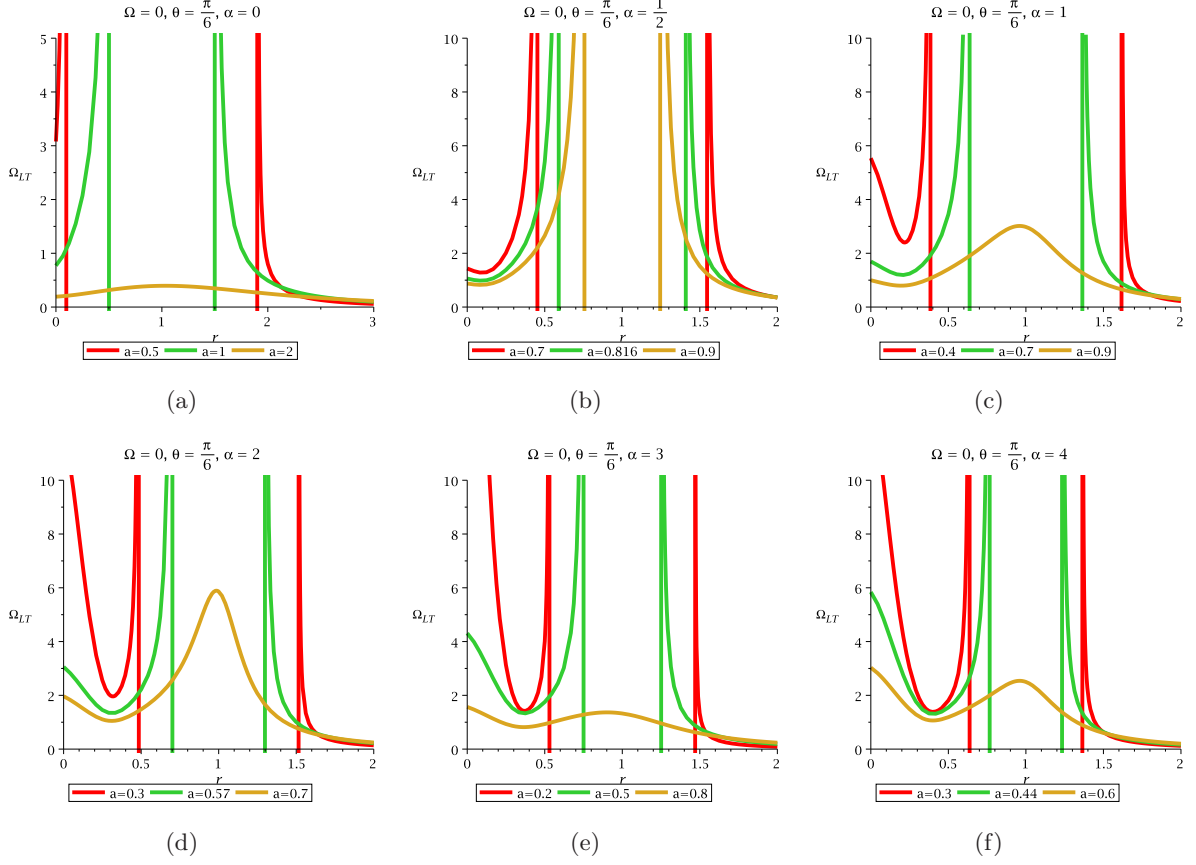 Ω = 0, θ = π/6, α = 0
5
4
3
Ω_LT
2
1
0
0 1 2 3
r
a=0.5 a=1 a=2
(a)
Ω = 0, θ = π/6, α = 1/2
10
8
6
Ω_LT
4
2
0
0 0.5 1 1.5 2
r
a=0.7 a=0.816 a=0.9
(b)
Ω = 0, θ = π/6, α = 1
10
8
6
Ω_LT
4
2
0
0 0.5 1 1.5 2
r
a=0.4 a=0.7 a=0.9
(c)
Ω = 0, θ = π/6, α = 2
10
8
6
Ω_LT
4
2
0
0 0.5 1 1.5 2
r
a=0.3 a=0.57 a=0.7
(d)
Ω = 0, θ = π/6, α = 3
10
8
6
Ω_LT
4
2
0
0 0.5 1 1.5 2
r
a=0.2 a=0.5 a=0.8
(e)
Ω = 0, θ = π/6, α = 4
10
8
6
Ω_LT
4
2
0
0 0.5 1 1.5 2
r
a=0.3 a=0.44 a=0.6
(f)